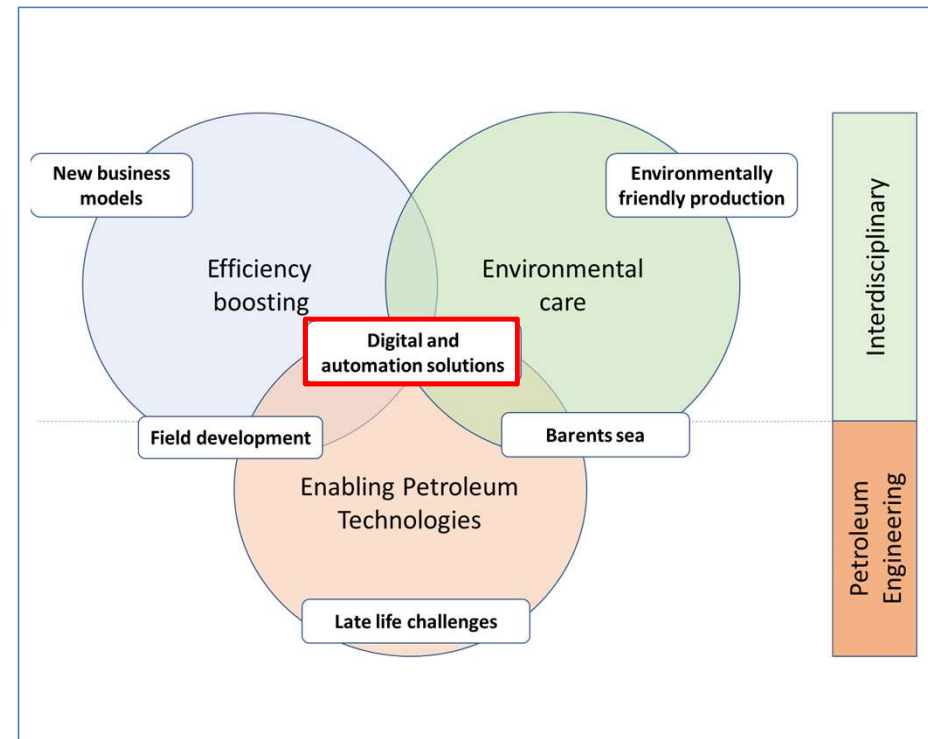 New business
models
Environmentally
friendly production
Efficiency
boosting
Environmental
care
Digital and
automation solutions
Field development
Barents sea
Enabling Petroleum
Technologies
Late life challenges
Interdisciplinary
Petroleum
Engineering